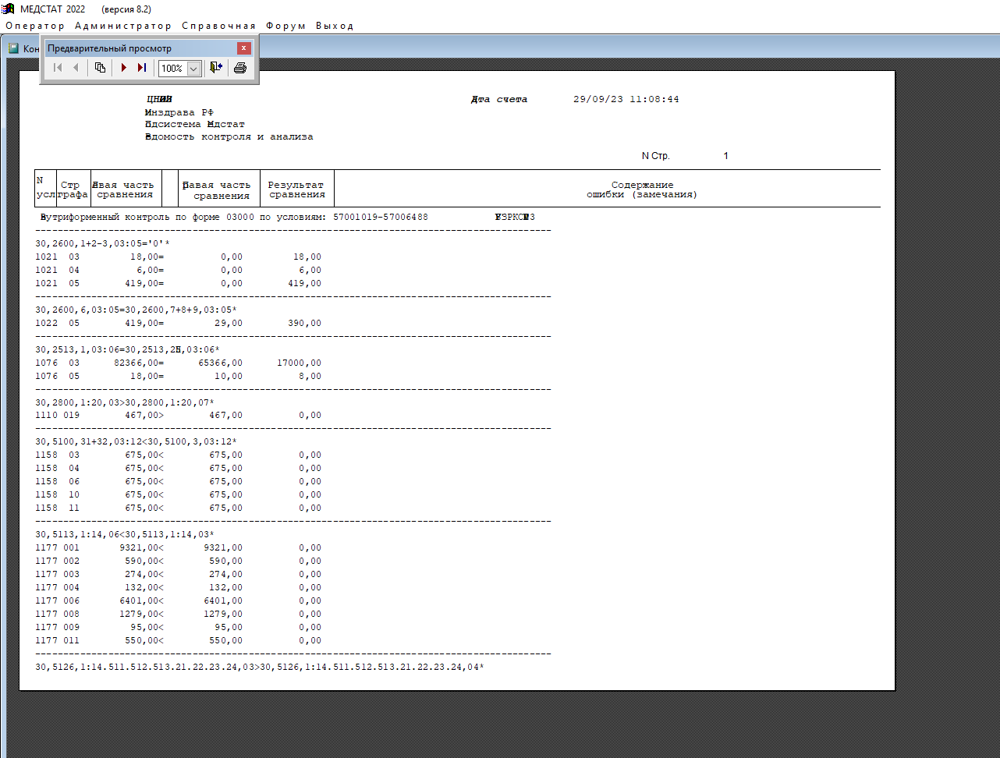 МЕДСТАТ 2022 (версия 8.2)
Оператор Администратор Справочная Форум Выход
Кон
Предварительный просмотр
100%
Дата счета 29/09/23 11:08:44
Минздрава РФ
Подсистема Медстат
Ведомость контроля и анализа
N Стр. 1
N Стр Левая часть Правая часть Результат Содержание
усл графа сравнения сравнения сравнения ошибки (замечания)
Внутриформенный контроль по форме 03000 по условиям: 57001019-57006488
30,2600,1+2-3,03:05='0'*
1021 03 18,00= 0,00 18,00
1021 04 6,00= 0,00 6,00
1021 05 419,00= 0,00 419,00
30,2600,6,03:05=30,2600,7+8+9,03:05*
1022 05 419,00= 29,00 390,00
30,2513,1,03:06=30,2513,2,03:06*
1076 03 82366,00= 65366,00 17000,00
1076 05 18,00= 10,00 8,00
30,2800,1:20,03>30,2800,1:20,07*
1110 019 467,00> 467,00 0,00
30,5100,31+32,03:12<30,5100,3,03:12*
1158 03 675,00< 675,00 0,00
1158 04 675,00< 675,00 0,00
1158 06 675,00< 675,00 0,00
1158 10 675,00< 675,00 0,00
1158 11 675,00< 675,00 0,00
30,5113,1:14,06<30,5113,1:14,03*
1177 001 9321,00< 9321,00 0,00
1177 002 590,00< 590,00 0,00
1177 003 274,00< 274,00 0,00
1177 004 132,00< 132,00 0,00
1177 006 6401,00< 6401,00 0,00
1177 008 1279,00< 1279,00 0,00
1177 009 95,00< 95,00 0,00
1177 011 550,00< 550,00 0,00
30,5126,1:14.511.512.513.21.22.23.24,03>30,5126,1:14.511.512.513.21.22.23.24,04*